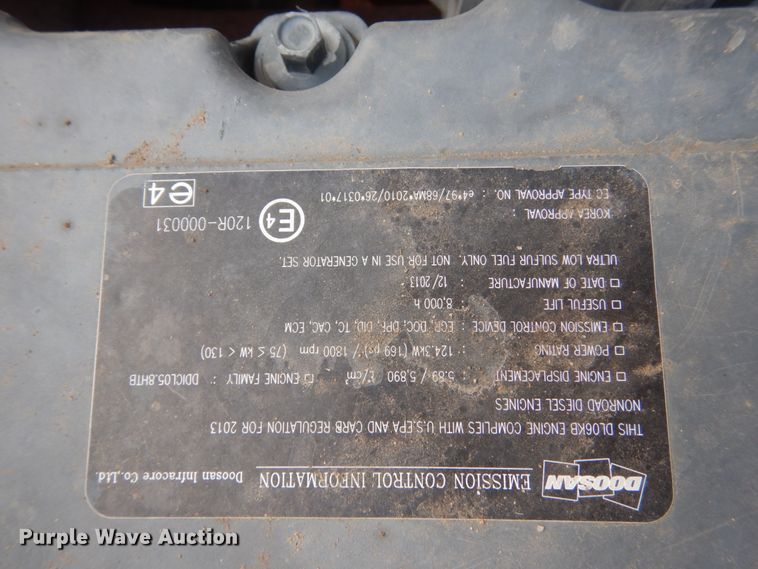 DOOSAN
EMISSION CONTROL INFORMATION
Doosan Infracore Co.,Ltd.
THIS DL06KB ENGINE COMPLIES WITH U.S.EPA AND CARB REGULATION FOR 2013
NONROAD DIESEL ENGINES
□ ENGINE DISPLACEMENT : 5.89 / 5,890 ℓ/cm³ □ ENGINE FAMILY : DDICL05.8HTB
□ POWER RATING : 124.3kW (169 ps) / 1800 rpm (75 ≤ kW < 130)
□ EMISSION CONTROL DEVICE : EGR, DOC, DPF, DID, TC, CAC, ECM
□ USEFUL LIFE : 8,000 h
□ DATE OF MANUFACTURE : 12/ 2013
ULTRA LOW SULFUR FUEL ONLY. NOT FOR USE IN A GENERATOR SET.
KOREA APPROVAL :
E4 120R-000031
EC TYPE APPROVAL NO. : e4*97/68MA*2010/26*0317*01
e4
Purple Wave Auction